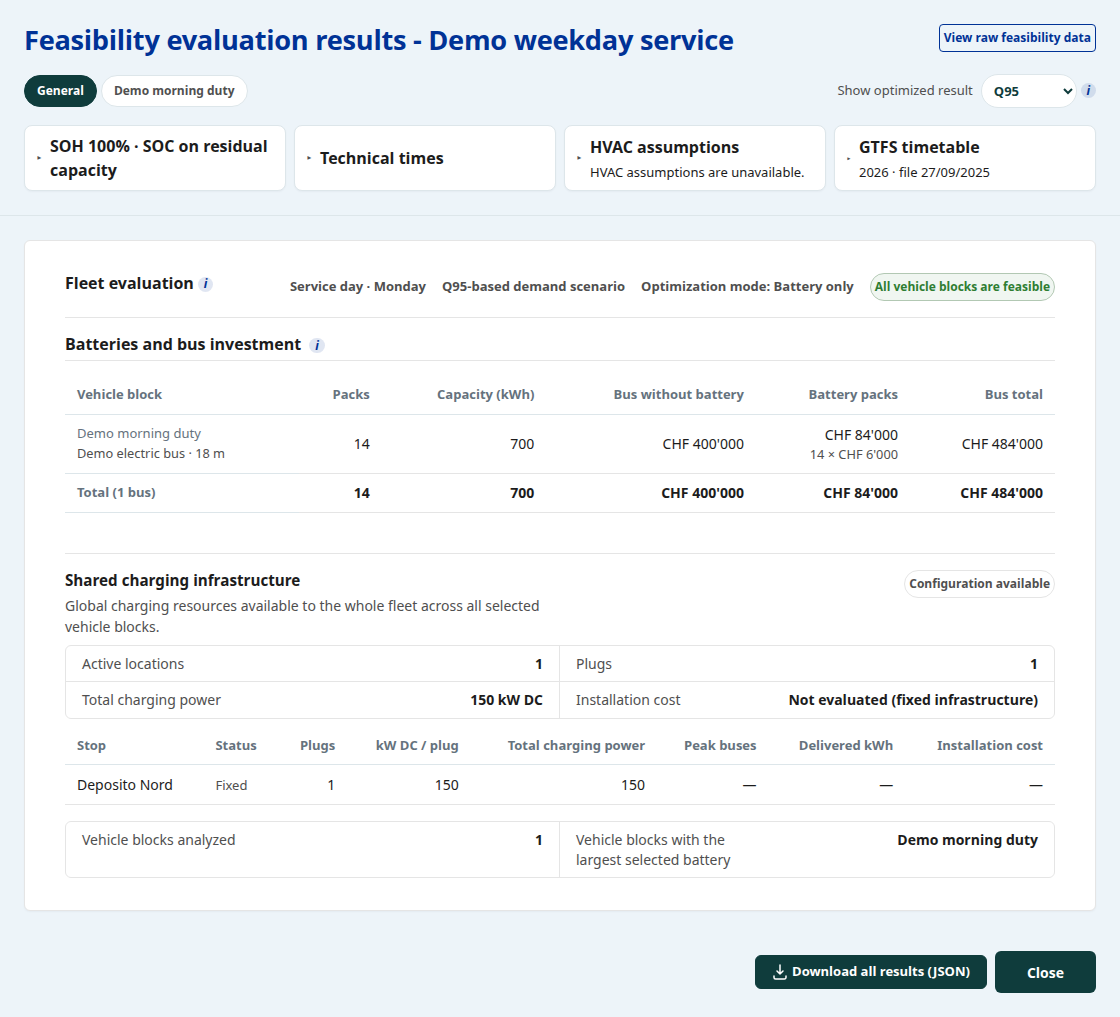 Feasibility evaluation results - Demo weekday service
View raw feasibility data
General
Demo morning duty
Show optimized result
Q95
i
SOH 100% · SOC on residual
capacity
Technical times
HVAC assumptions
HVAC assumptions are unavailable.
GTFS timetable
2026 · file 27/09/2025
Fleet evaluation i
Service day · Monday
Q95-based demand scenario
Optimization mode: Battery only
All vehicle blocks are feasible
Batteries and bus investment i
Vehicle block Packs Capacity (kWh) Bus without battery Battery packs Bus total
Demo morning duty
Demo electric bus · 18 m
14 700 CHF 400'000
CHF 84'000
14 × CHF 6'000
CHF 484'000
Total (1 bus) 14 700 CHF 400'000 CHF 84'000 CHF 484'000
Shared charging infrastructure
Configuration available
Global charging resources available to the whole fleet across all selected
vehicle blocks.
Active locations 1
Plugs 1
Total charging power 150 kW DC
Installation cost Not evaluated (fixed infrastructure)
Stop Status Plugs kW DC / plug Total charging power Peak buses Delivered kWh Installation cost
Deposito Nord Fixed 1 150 150 — — —
Vehicle blocks analyzed 1
Vehicle blocks with the
largest selected battery
Demo morning duty
Download all results (JSON)
Close